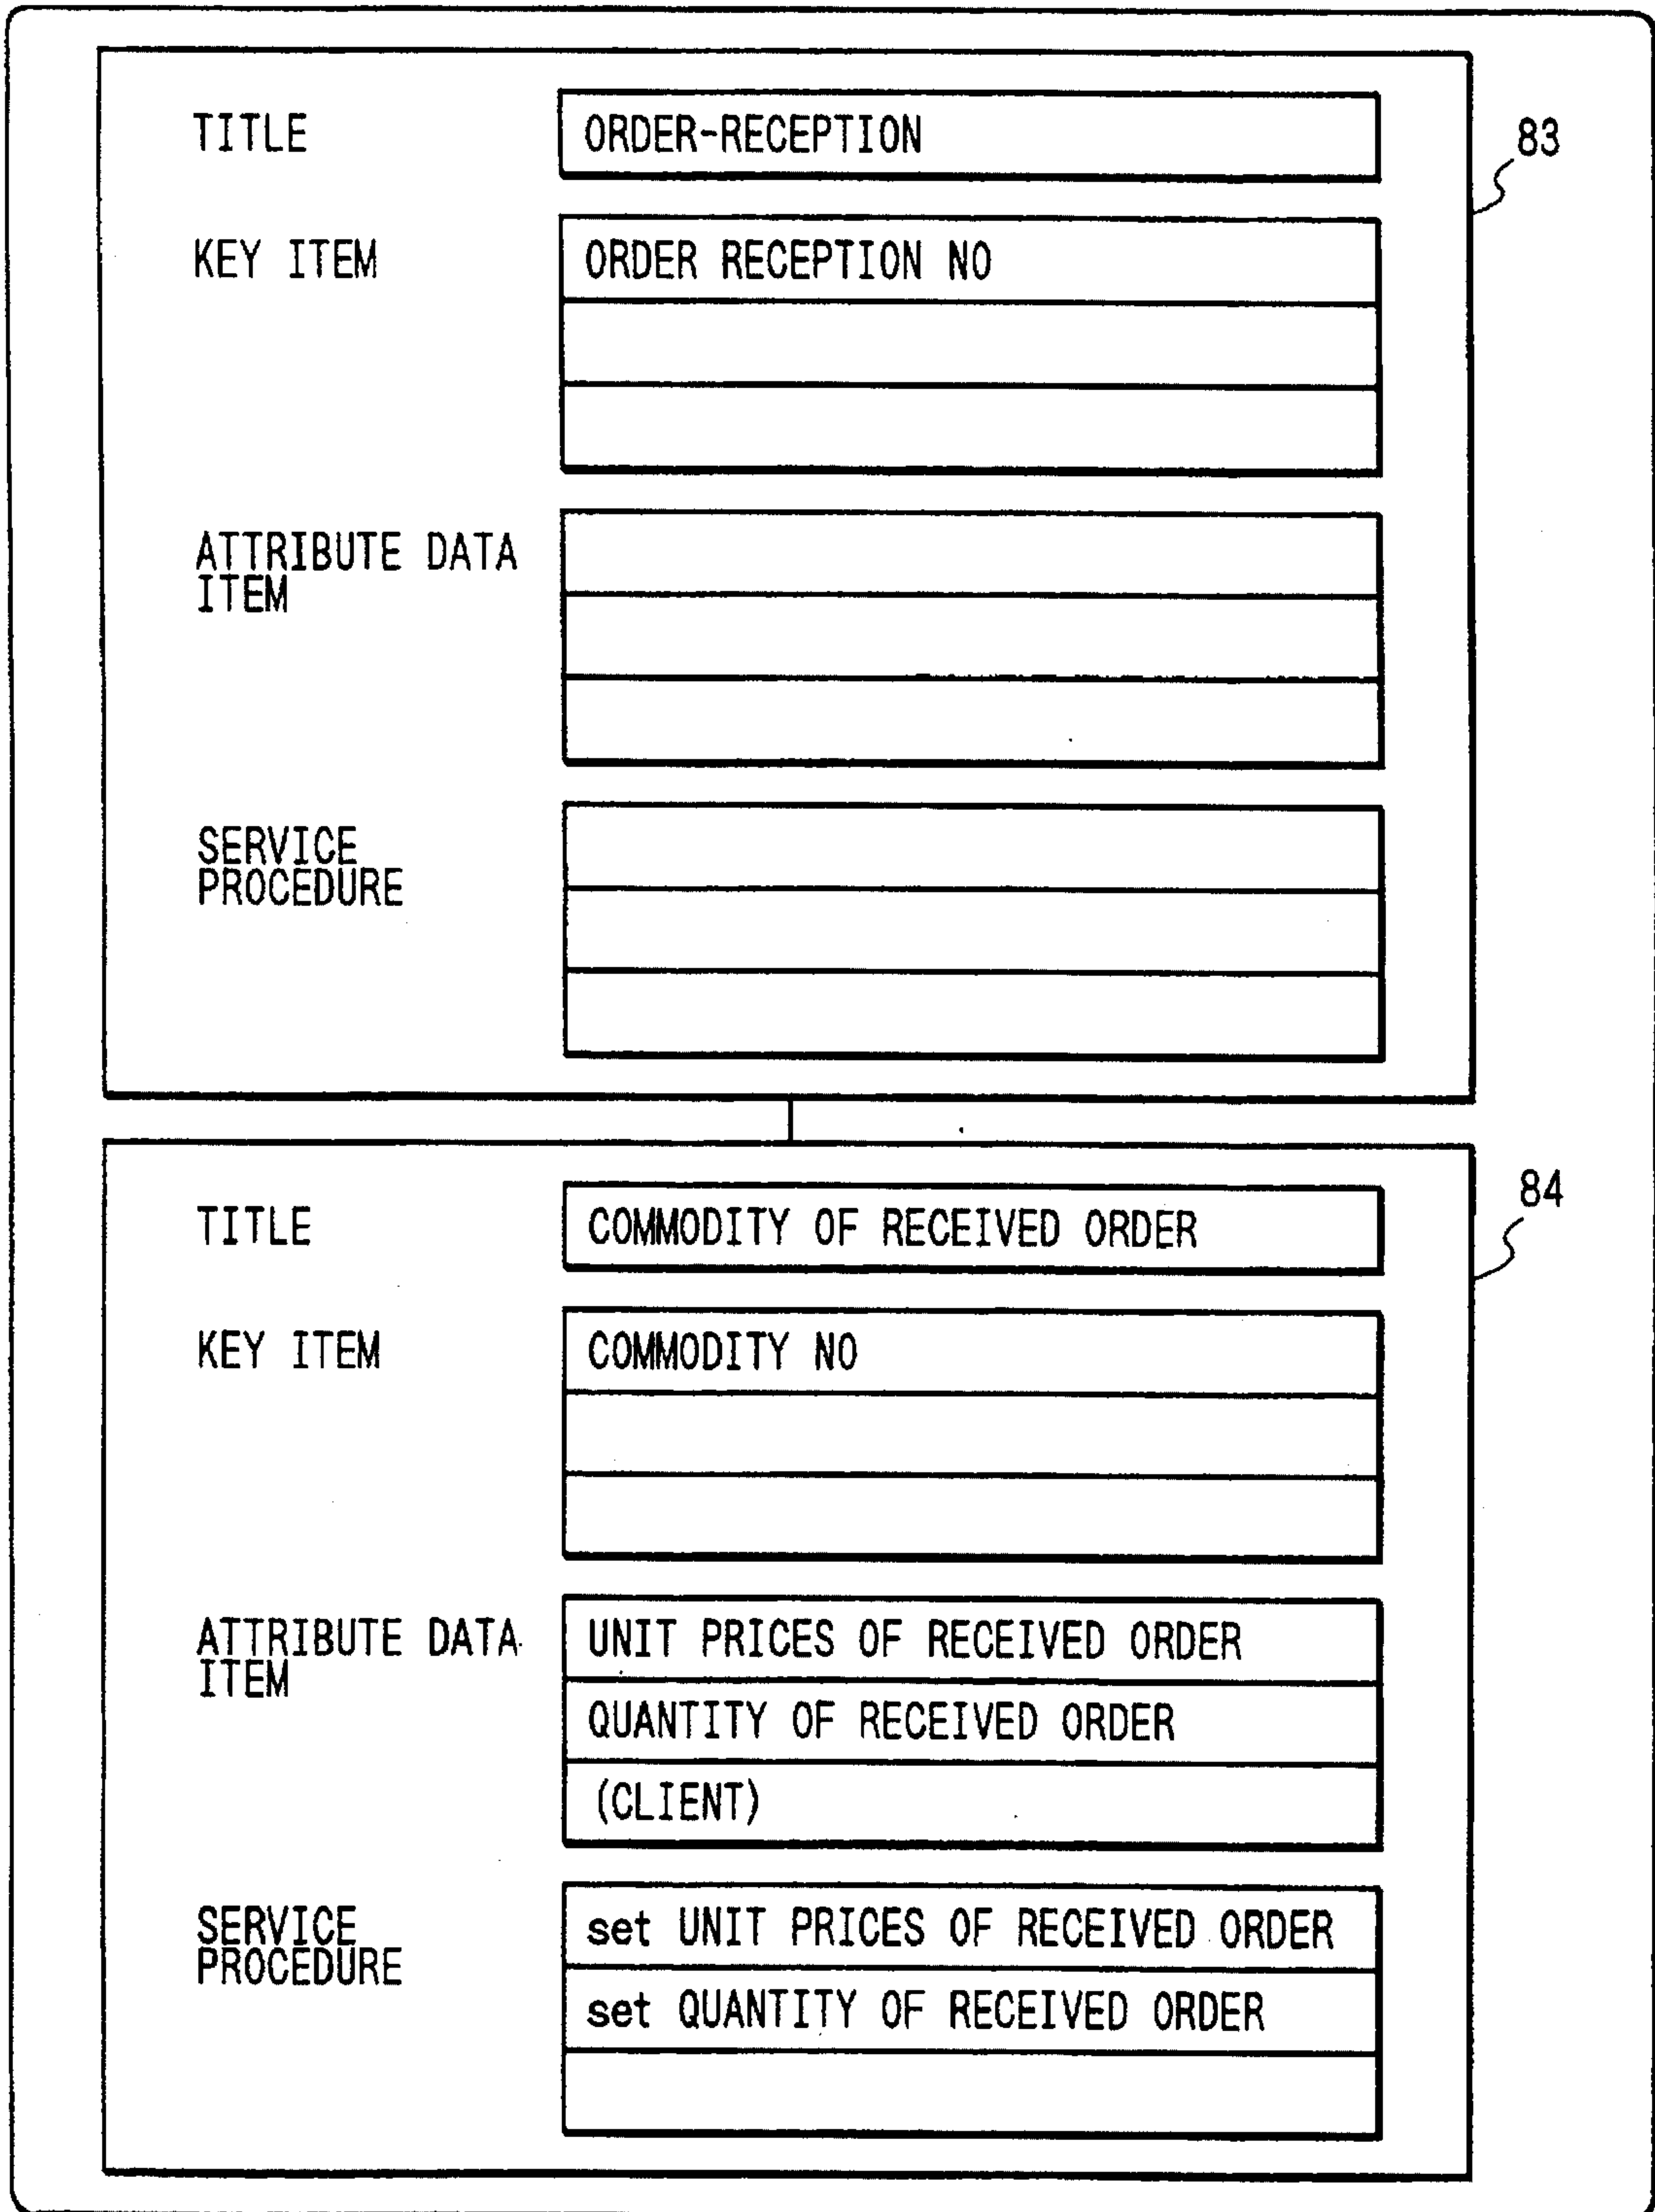 TITLE ORDER-RECEPTION
83
KEY ITEM ORDER RECEPTION NO
ATTRIBUTE DATA
ITEM
SERVICE
PROCEDURE
TITLE COMMODITY OF RECEIVED ORDER
84
KEY ITEM COMMODITY NO
ATTRIBUTE DATA
ITEM
UNIT PRICES OF RECEIVED ORDER
QUANTITY OF RECEIVED ORDER
(CLIENT)
SERVICE
PROCEDURE
set UNIT PRICES OF RECEIVED ORDER
set QUANTITY OF RECEIVED ORDER